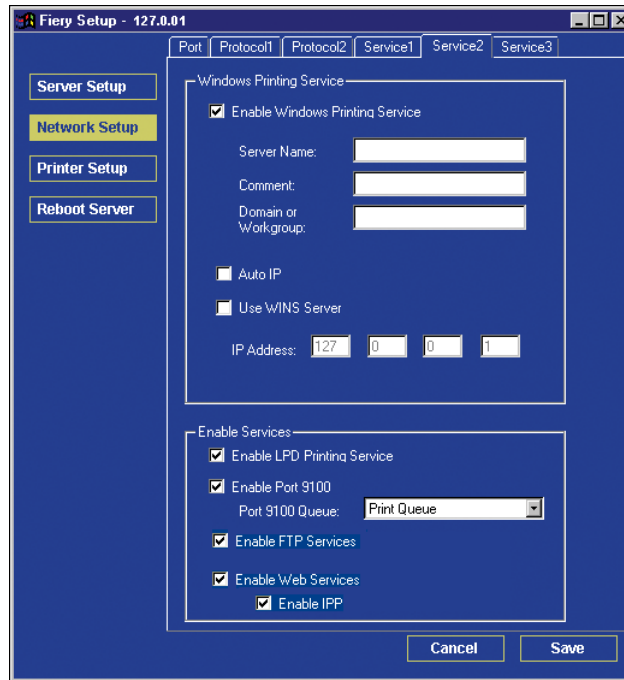 Fiery Setup - 127.0.01
Port Protocol1 Protocol2 Service1 Service2 Service3
Server Setup
Network Setup
Printer Setup
Reboot Server
Windows Printing Service
Enable Windows Printing Service
Server Name:
Comment:
Domain or
Workgroup:
Auto IP
Use WINS Server
IP Address: 127 0 0 1
Enable Services
Enable LPD Printing Service
Enable Port 9100
Port 9100 Queue: Print Queue
Enable FTP Services
Enable Web Services
Enable IPP
Cancel Save